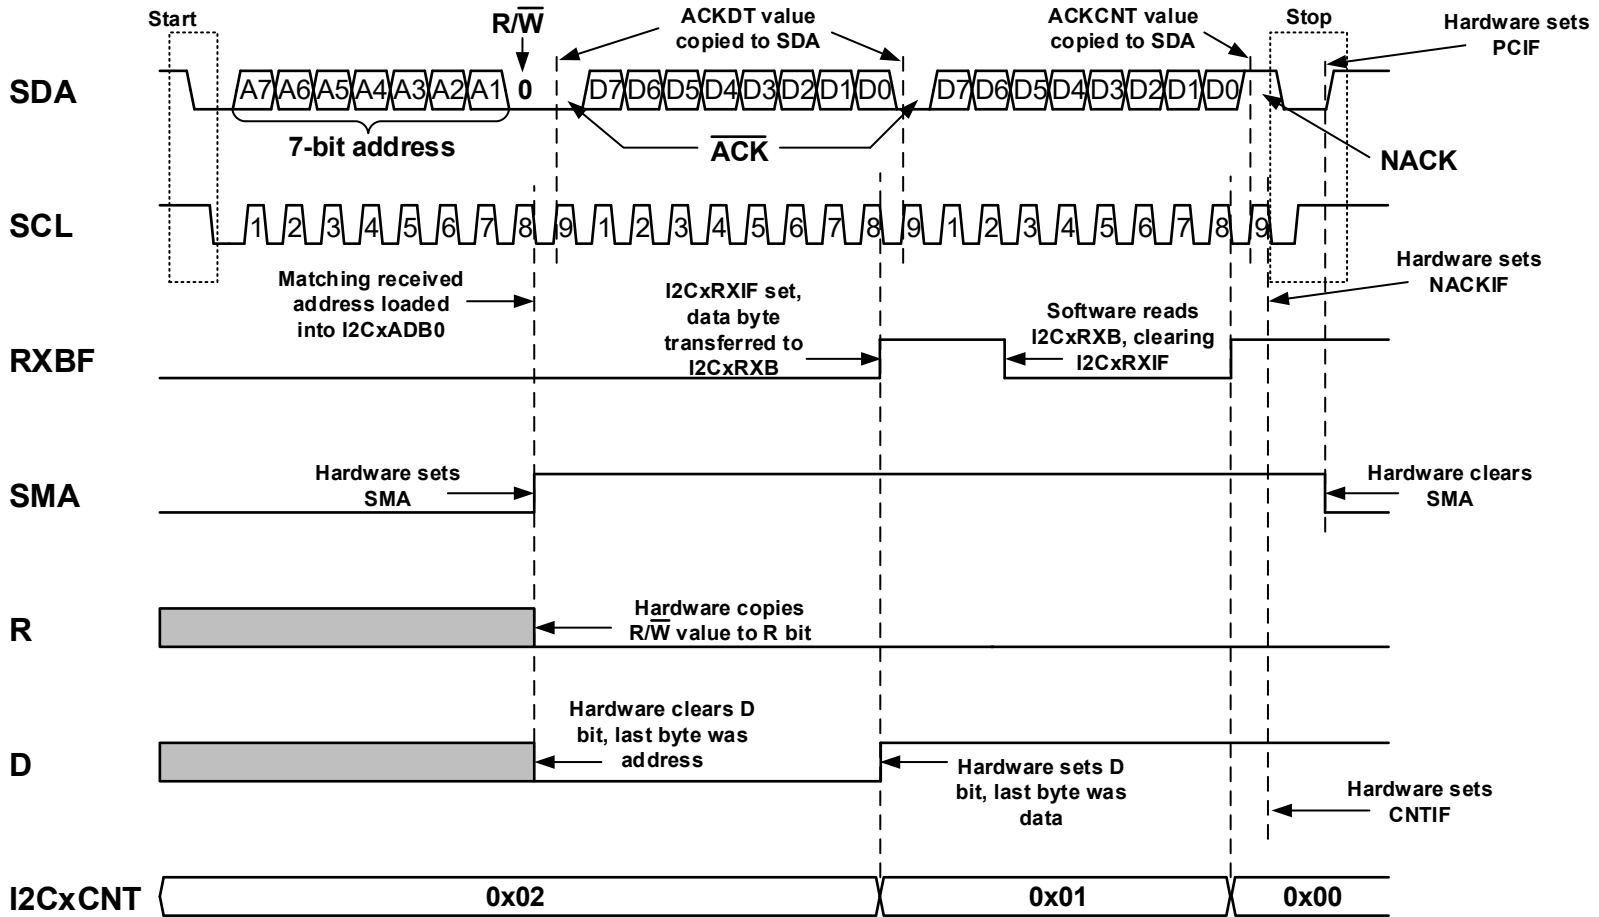 Start
R/W
ACKDT value
copied to SDA
ACKCNT value
copied to SDA
Stop
Hardware sets
PCIF
SDA
A7 A6 A5 A4 A3 A2 A1 0 D7 D6 D5 D4 D3 D2 D1 D0 D7 D6 D5 D4 D3 D2 D1 D0
7-bit address
ACK
NACK
SCL
1 2 3 4 5 6 7 8 9 1 2 3 4 5 6 7 8 9 1 2 3 4 5 6 7 8 9
Matching received
address loaded
into I2CxADB0
I2CxRXIF set,
data byte
transferred to
I2CxRXB
Software reads
I2CxRXB, clearing
I2CxRXIF
Hardware sets
NACKIF
RXBF
SMA
Hardware sets
SMA
Hardware clears
SMA
R
Hardware copies
R/W value to R bit
D
Hardware clears D
bit, last byte was
address
Hardware sets D
bit, last byte was
data
Hardware sets
CNTIF
I2CxCNT
0x02
0x01
0x00